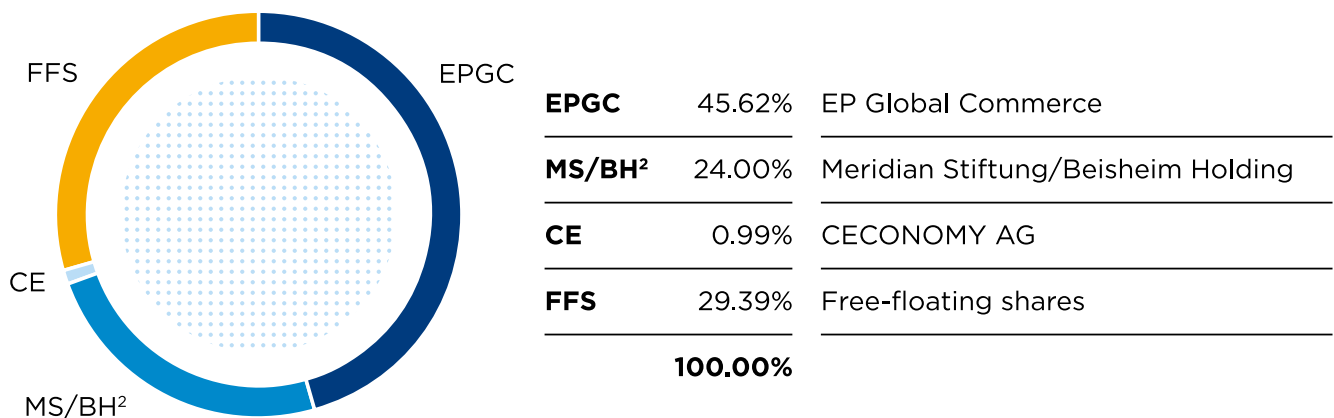 FFS
EPGC
CE
MS/BH²
EPGC 45.62% EP Global Commerce
MS/BH² 24.00% Meridian Stiftung/Beisheim Holding
CE 0.99% CECONOMY AG
FFS 29.39% Free-floating shares
100.00%